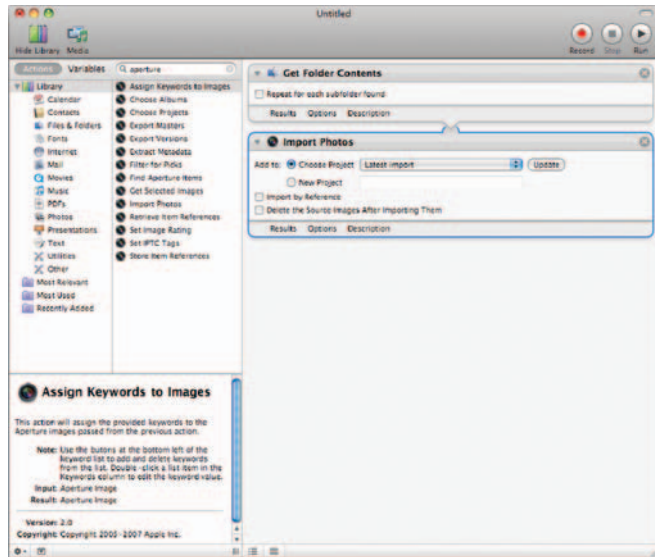 Untitled
Hide Library Media
Record Stop Run
Actions Variables
aperture
Library
Calendar
Contacts
Files & Folders
Fonts
Internet
Mail
Movies
Music
PDFs
Photos
Presentations
Text
Utilities
Other
Most Relevant
Most Used
Recently Added
Assign Keywords to Images
Choose Albums
Choose Projects
Export Masters
Export Versions
Extract Metadata
Filter for Picks
Find Aperture Items
Get Selected Images
Import Photos
Retrieve Item References
Set Image Rating
Set IPTC Tags
Store Item References
Get Folder Contents
Repeat for each subfolder found
Results Options Description
Import Photos
Add to: Choose Project Latest Import Update
New Project
Import by Reference
Delete the Source Images After Importing Them
Results Options Description
Assign Keywords to Images
This action will assign the provided keywords to the
Aperture images passed from the previous action.
Note: Use the butons at the bottom left of the
keyword list to add and delete keywords
from the list. Double-click a list item in the
Keywords column to edit the keyword value.
Input: Aperture Image
Result: Aperture Image
Version: 2.0
Copyright: Copyright 2005-2007 Apple Inc.